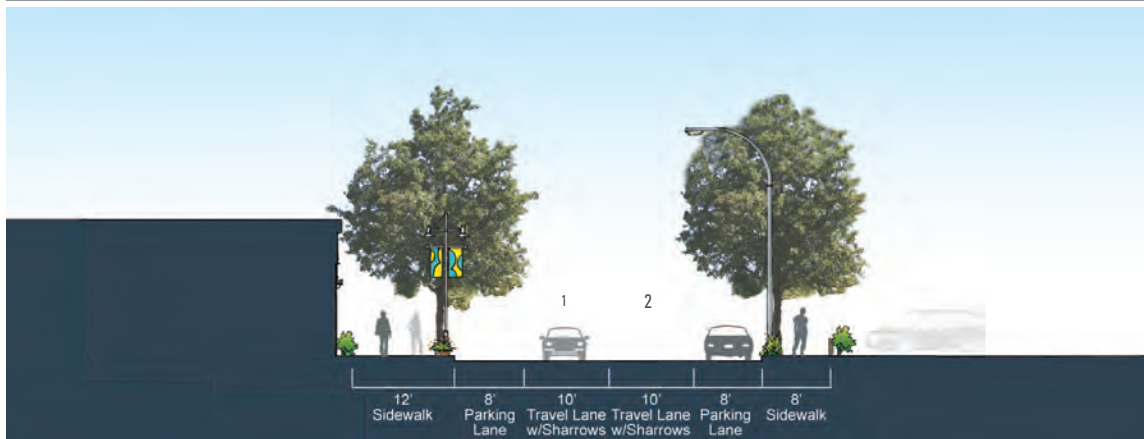 1
2
12'
Sidewalk
8'
Parking
Lane
10'
Travel Lane
w/Sharrows
10'
Travel Lane
w/Sharrows
8'
Parking
Lane
8'
Sidewalk